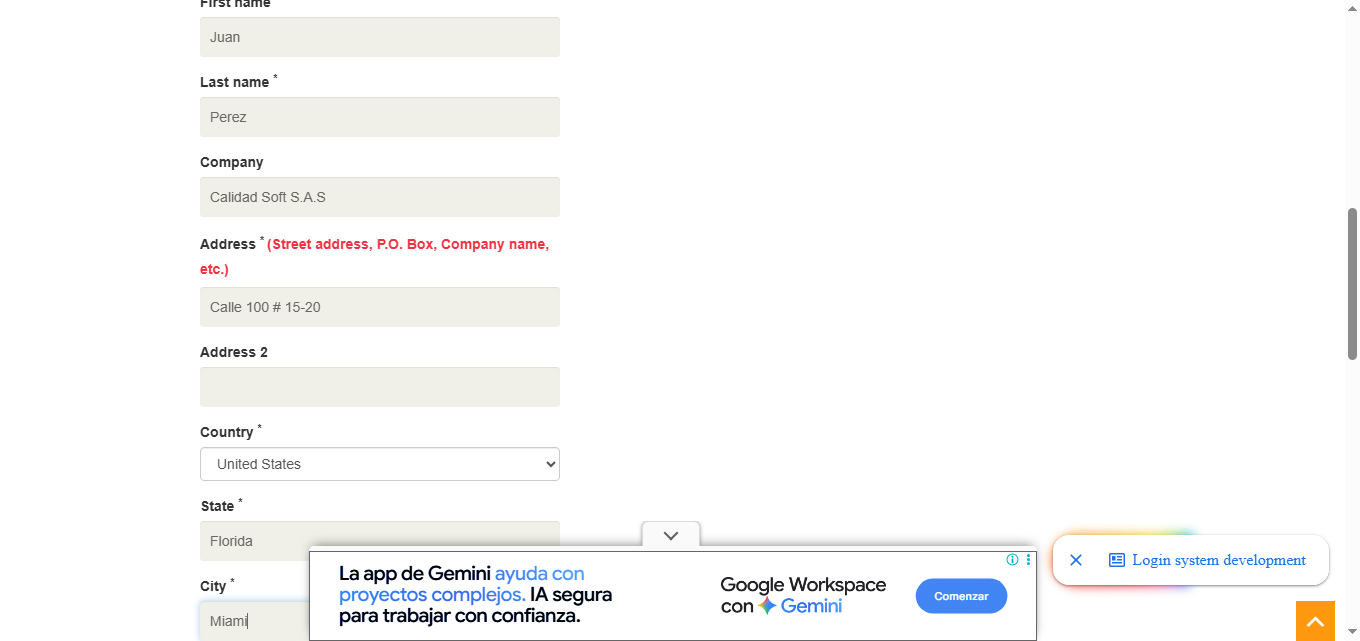 First name
Juan
Last name *
Perez
Company
Calidad Soft S.A.S
Address * (Street address, P.O. Box, Company name,
etc.)
Calle 100 # 15-20
Address 2
Country *
United States
State *
Florida
City *
Miami
La app de Gemini ayuda con
proyectos complejos. IA segura
para trabajar con confianza.
Google Workspace
con Gemini
Comenzar
Login system development